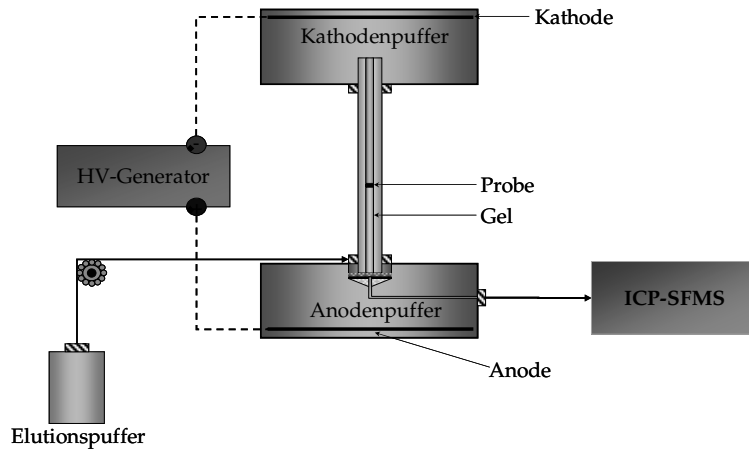 Kathode
Kathodenpuffer
-
HV-Generator
+
Probe
Gel
ICP-SFMS
Anodenpuffer
Anode
Elutionspuffer